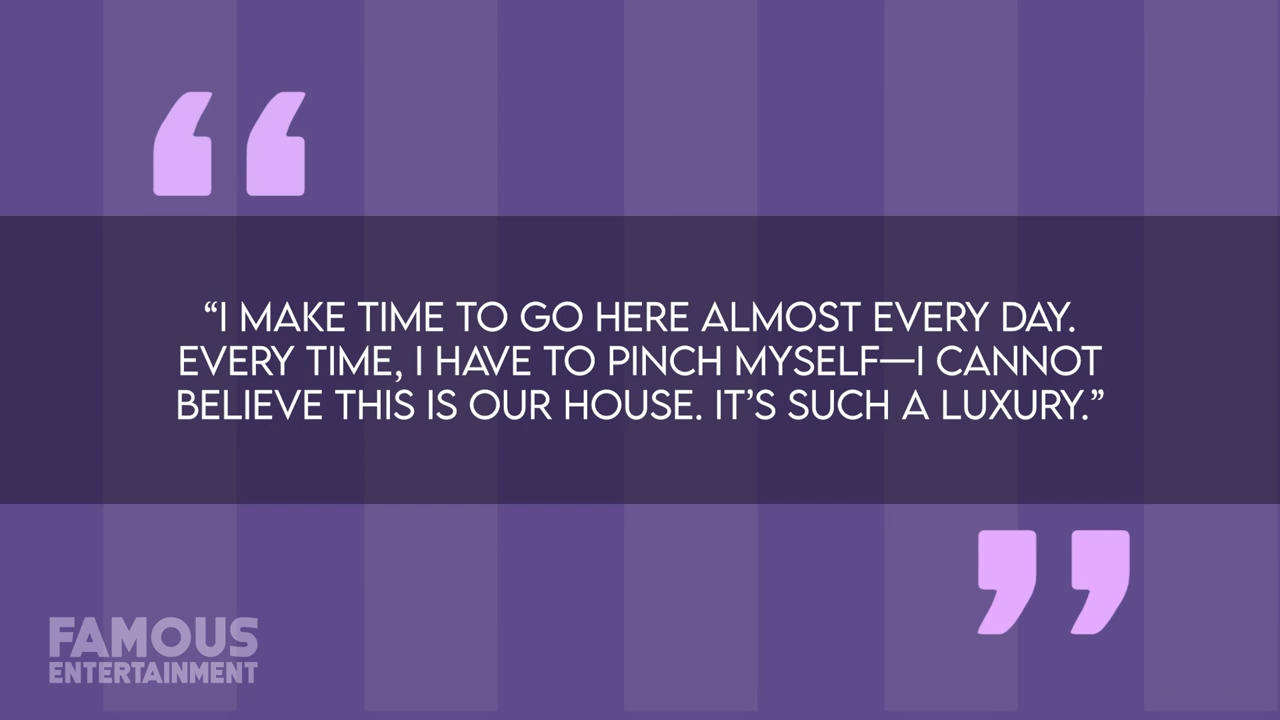 “I MAKE TIME TO GO HERE ALMOST EVERY DAY.
EVERY TIME, I HAVE TO PINCH MYSELF—I CANNOT
BELIEVE THIS IS OUR HOUSE. IT’S SUCH A LUXURY.”
FAMOUS
ENTERTAINMENT